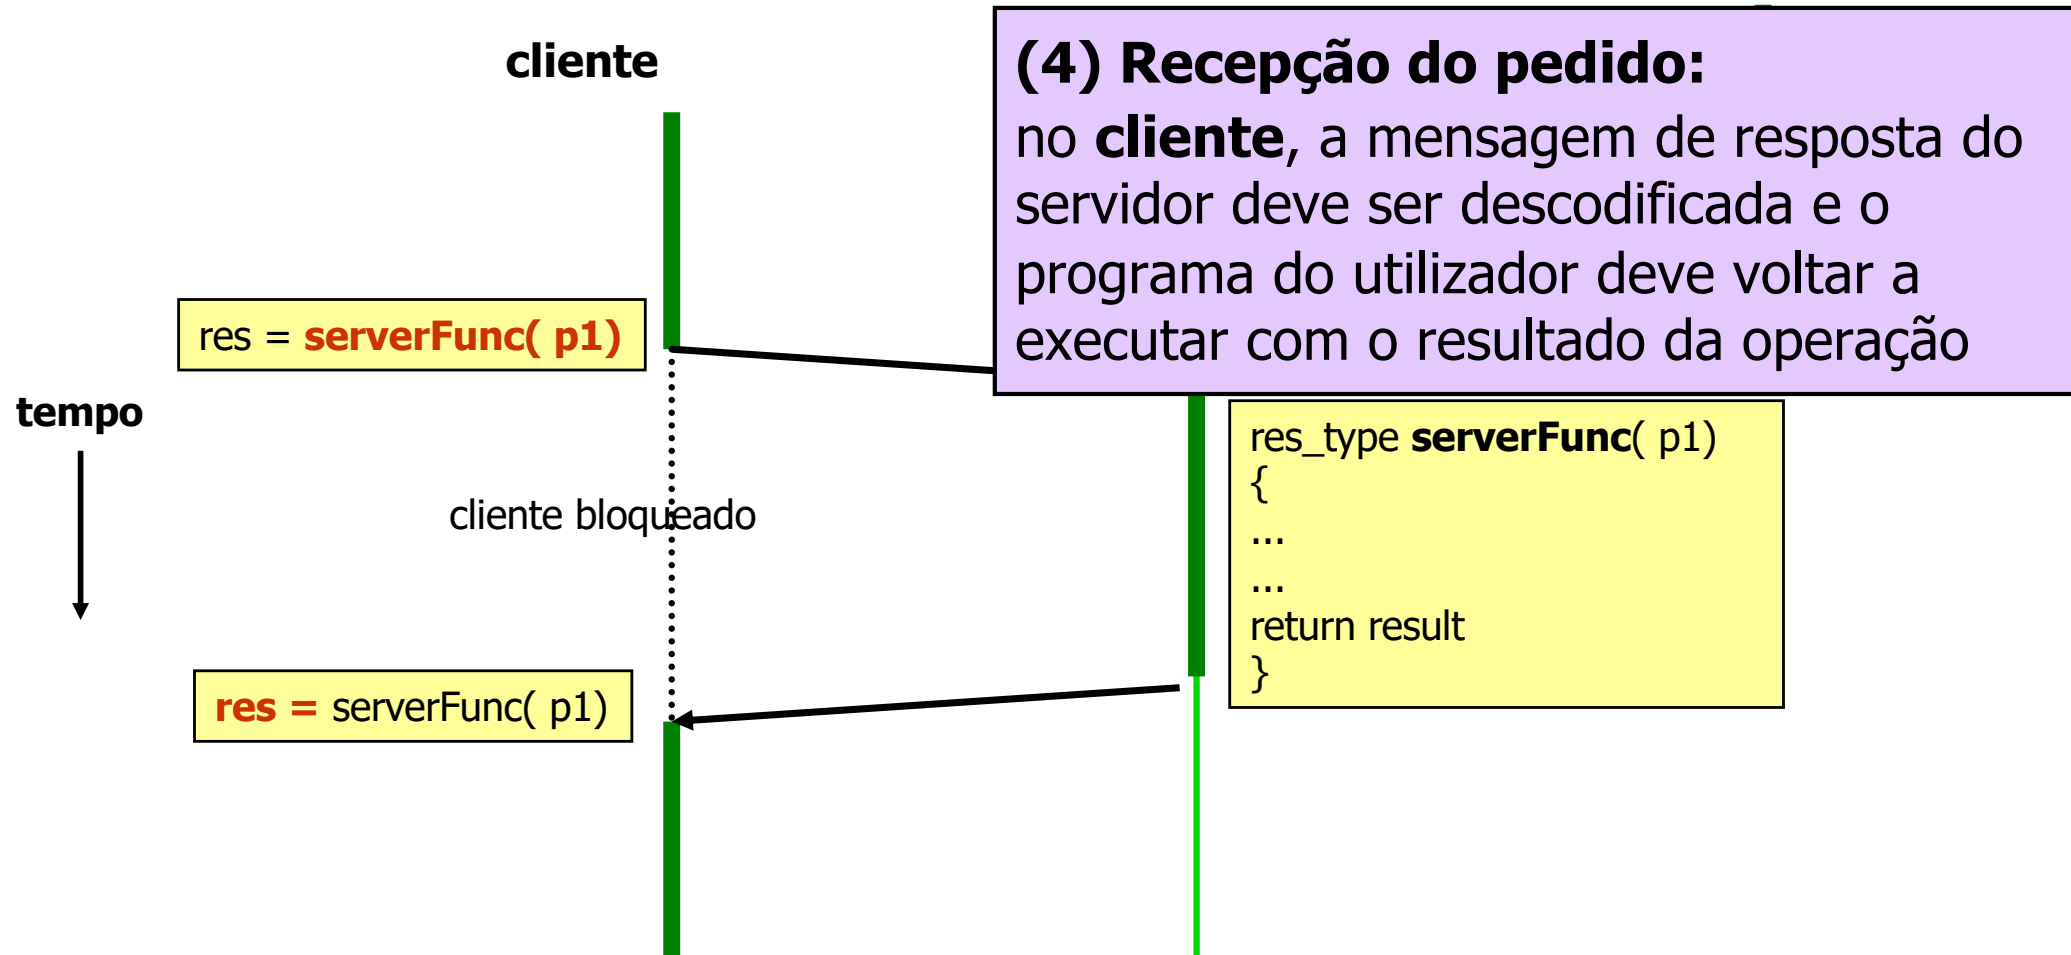 cliente
(4) Recepção do pedido:
no cliente, a mensagem de resposta do
servidor deve ser descodificada e o
programa do utilizador deve voltar a
executar com o resultado da operação
res = serverFunc( p1)
tempo
cliente bloqueado
res_type serverFunc( p1)
{
...
...
return result
}
res = serverFunc( p1)